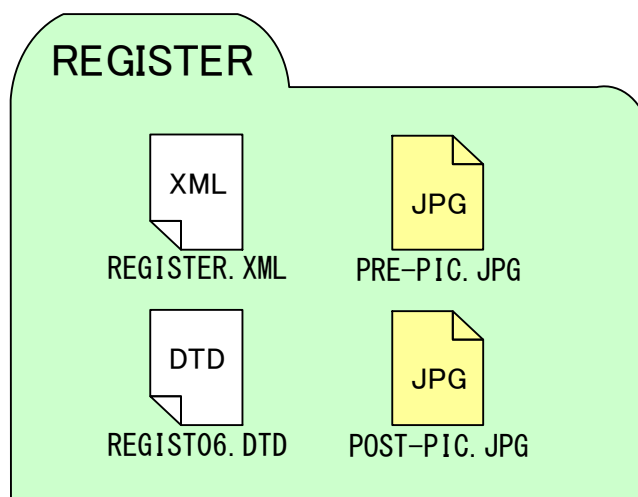 REGISTER
XML
JPG
REGISTER.XML
PRE-PIC.JPG
DTD
JPG
REGIST06.DTD
POST-PIC.JPG